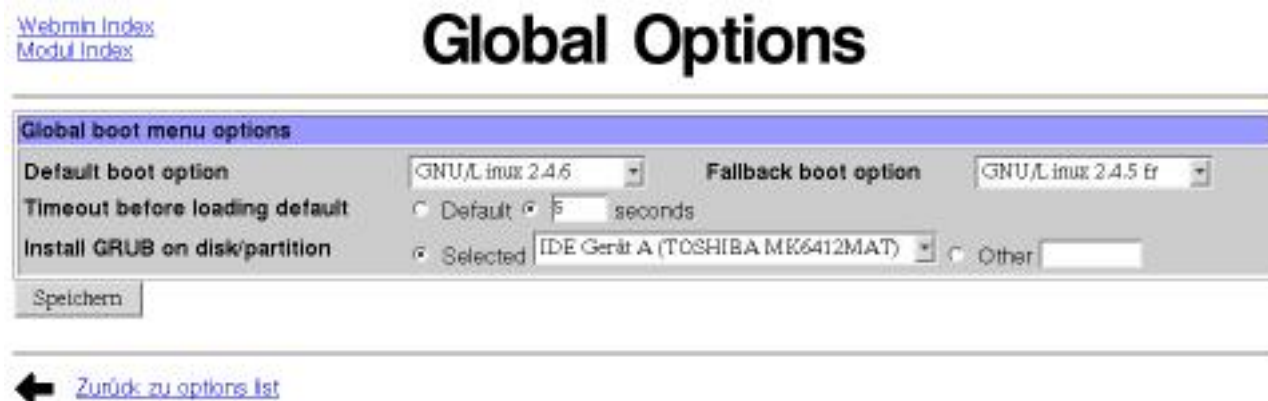 Webmin Index
Modul Index
Global Options
Global boot menu options
Default boot option GNU/Linux 2.4.6 Fallback boot option GNU/Linux 2.4.5 fr
Timeout before loading default Default 5 seconds
Install GRUB on disk/partition Selected IDE Gerät A (TOSHIBA MK6412MAT) Other
Speichern
Zurück zu options list